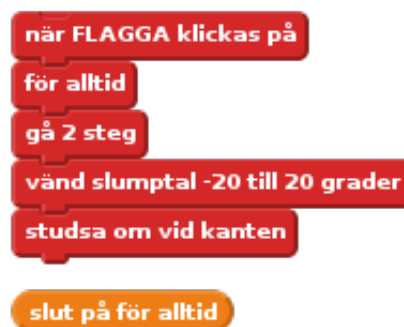 när FLAGGA klickas på
för alltid
gå 2 steg
vänd slumptal -20 till 20 grader
studsa om vid kanten
slut på för alltid